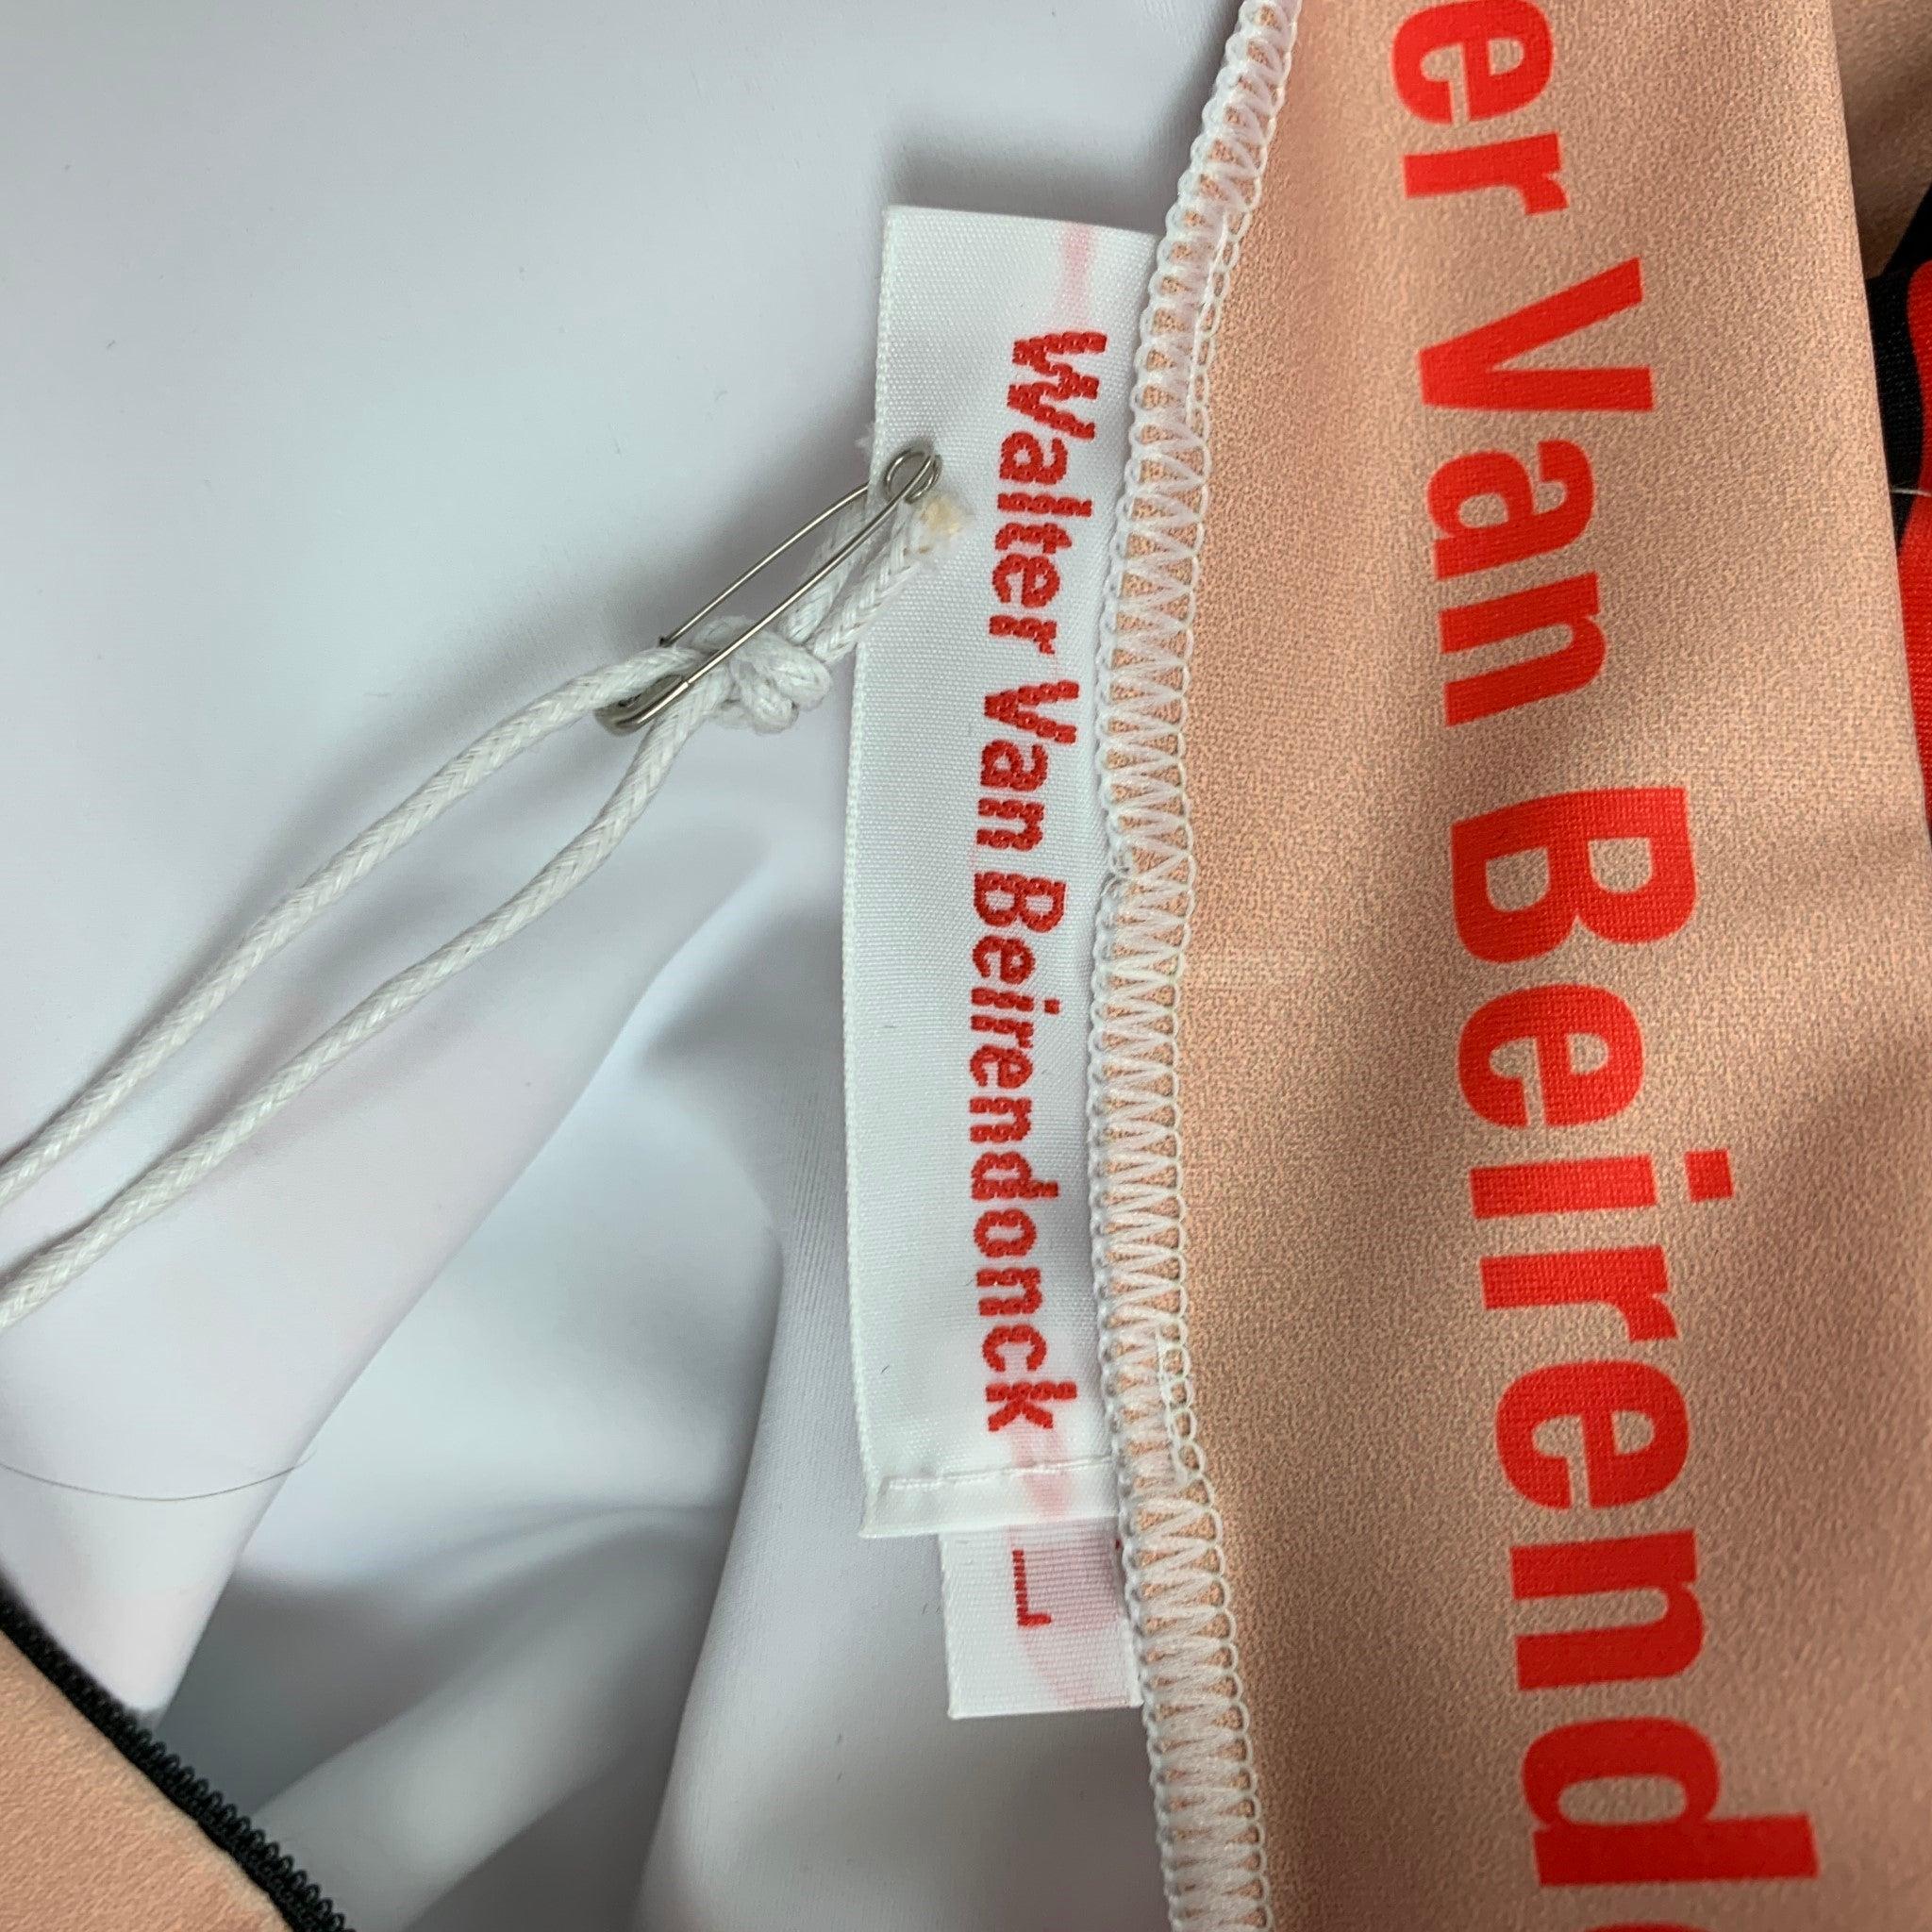 Walter Van Beirendonck
L
er Van Beirend